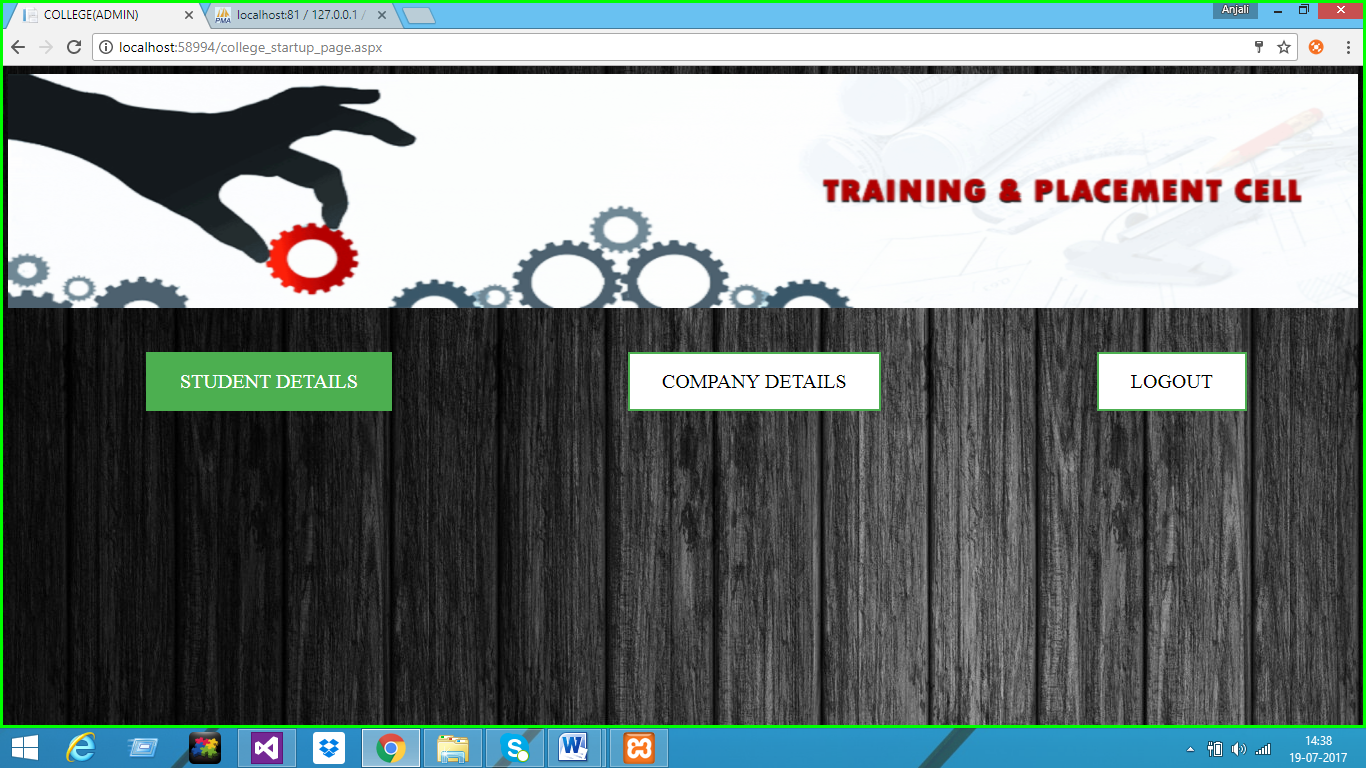 COLLEGE(ADMIN)
localhost:81 / 127.0.0.1 /
Anjali
localhost:58994/college_startup_page.aspx
TRAINING & PLACEMENT CELL
STUDENT DETAILS
COMPANY DETAILS
LOGOUT
14:38
19-07-2017